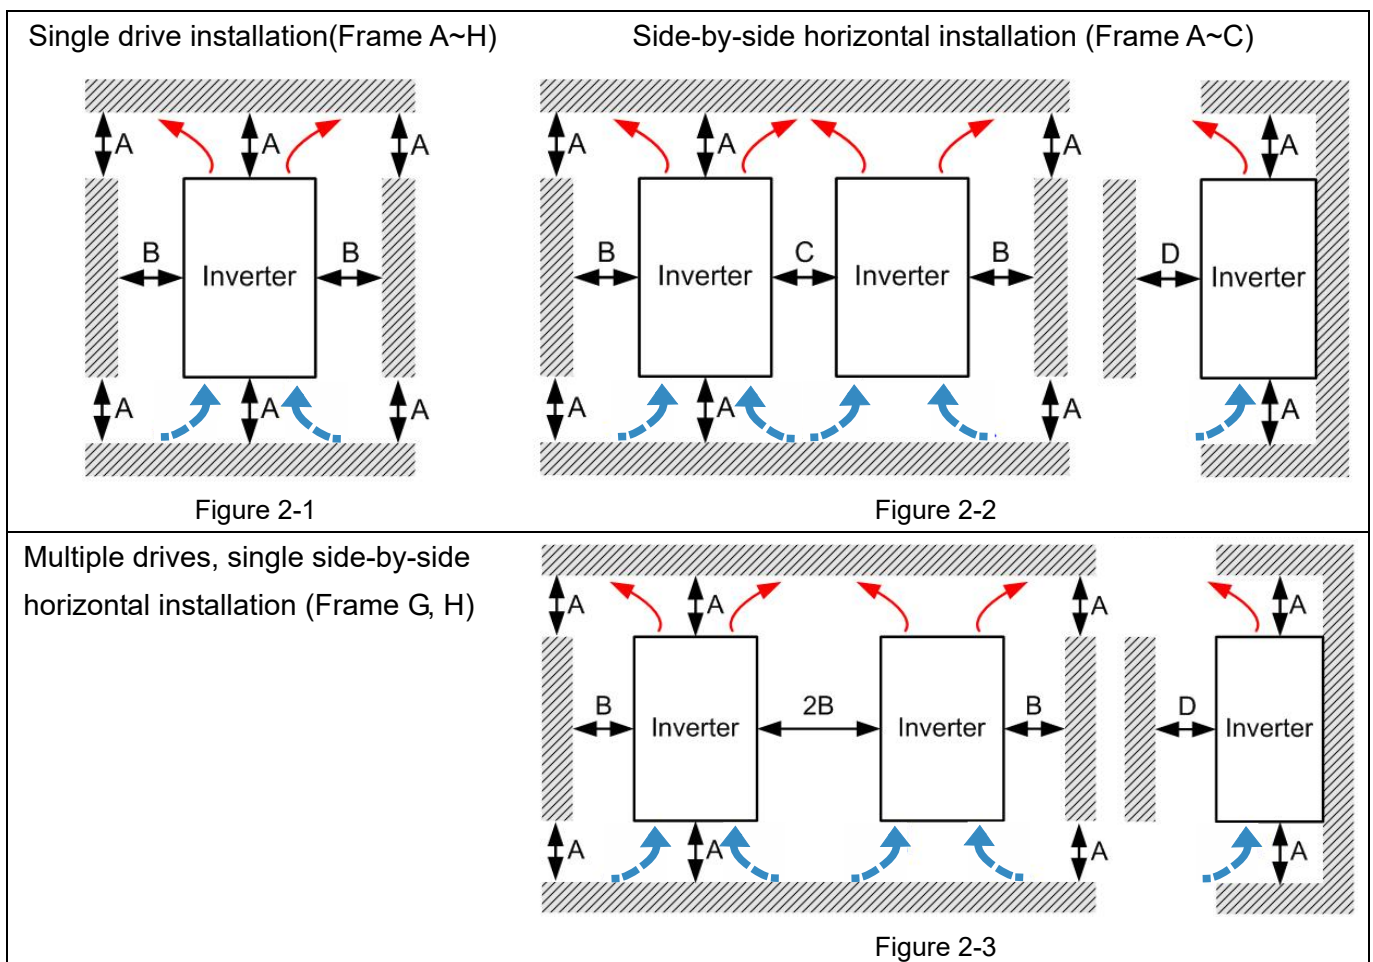 Single drive installation(Frame A~H)
Side-by-side horizontal installation (Frame A~C)
A A A
B B
Inverter
A A A
Figure 2-1
A A A A
B C B D
Inverter Inverter Inverter
A A A A
Figure 2-2
Multiple drives, single side-by-side
horizontal installation (Frame G, H)
A A A A
B 2B B D
Inverter Inverter Inverter
A A A A
Figure 2-3